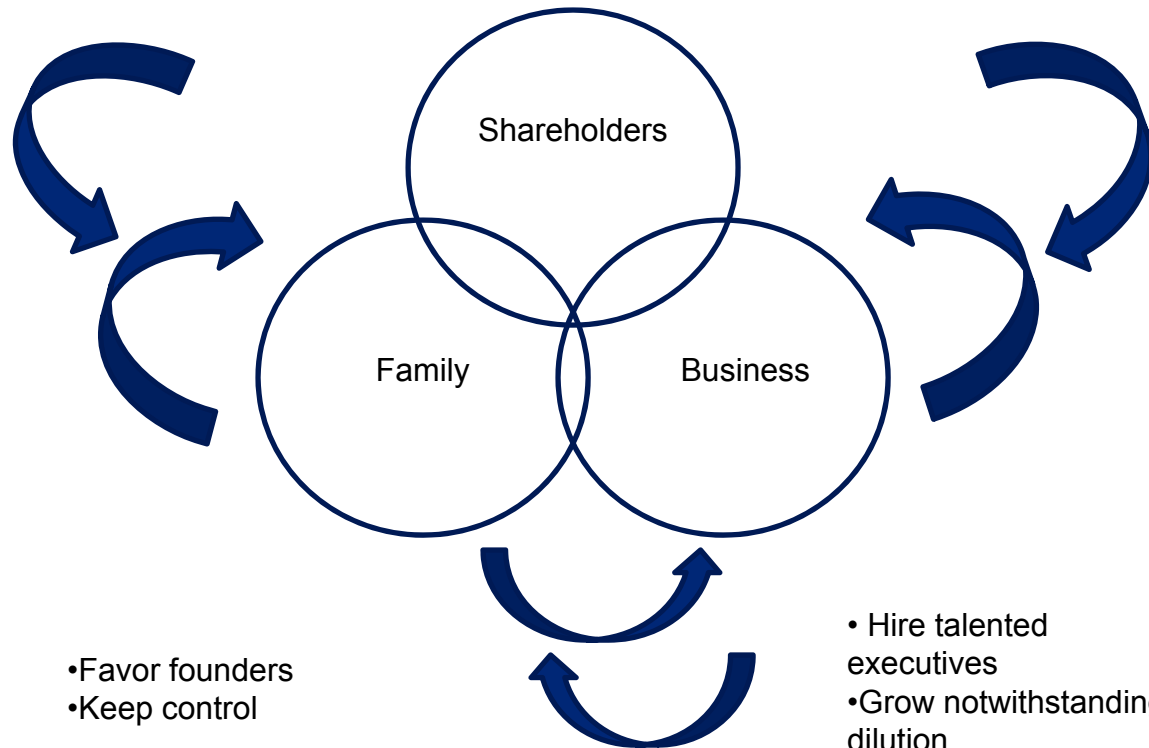 Shareholders
Family
Business
•Favor founders
•Keep control
• Hire talented
executives
•Grow notwithstanding
dilution